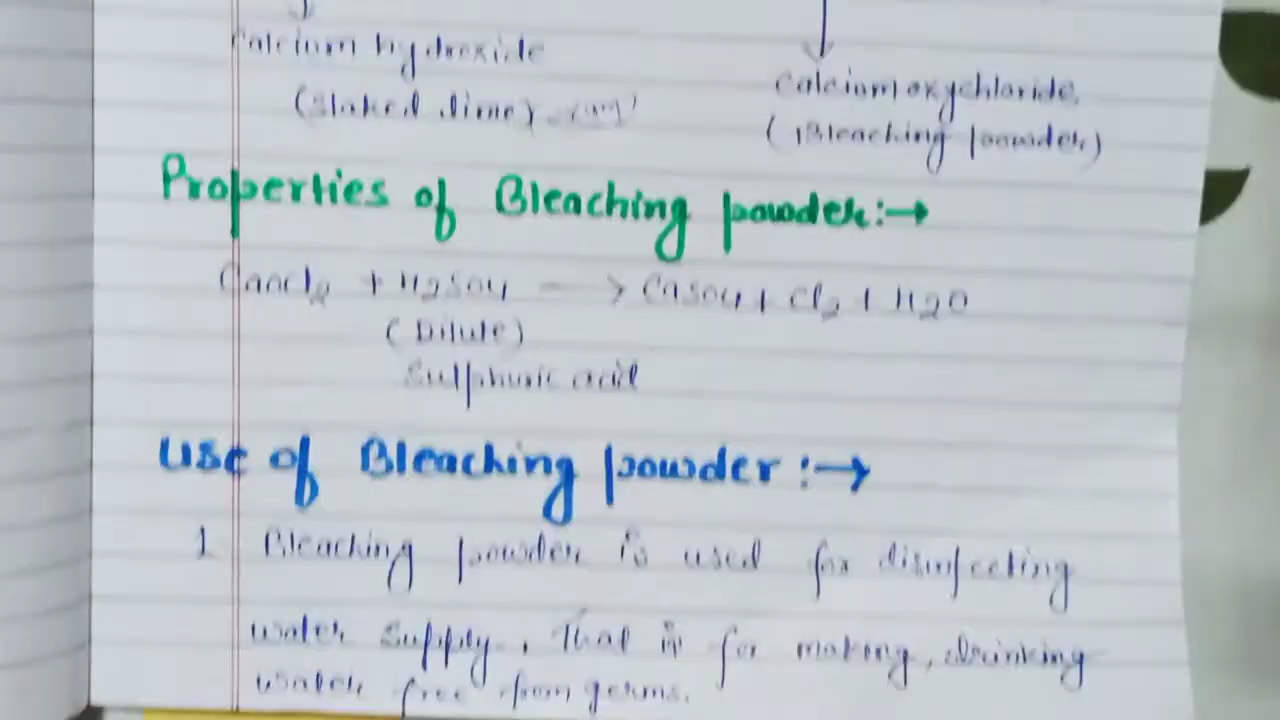 Calcium hydroxide
(Slaked lime)
Calcium oxychloride.
(Bleaching powder)
Properties of Bleaching powder:→
CaOCl2 + H2SO4 —> CaSO4 + Cl2 + H2O
(Dilute)
Sulphuric acid
Use of Bleaching powder:→
1 Bleaching powder is used for disinfecting
water supply, That is for making, drinking
water free from germs.